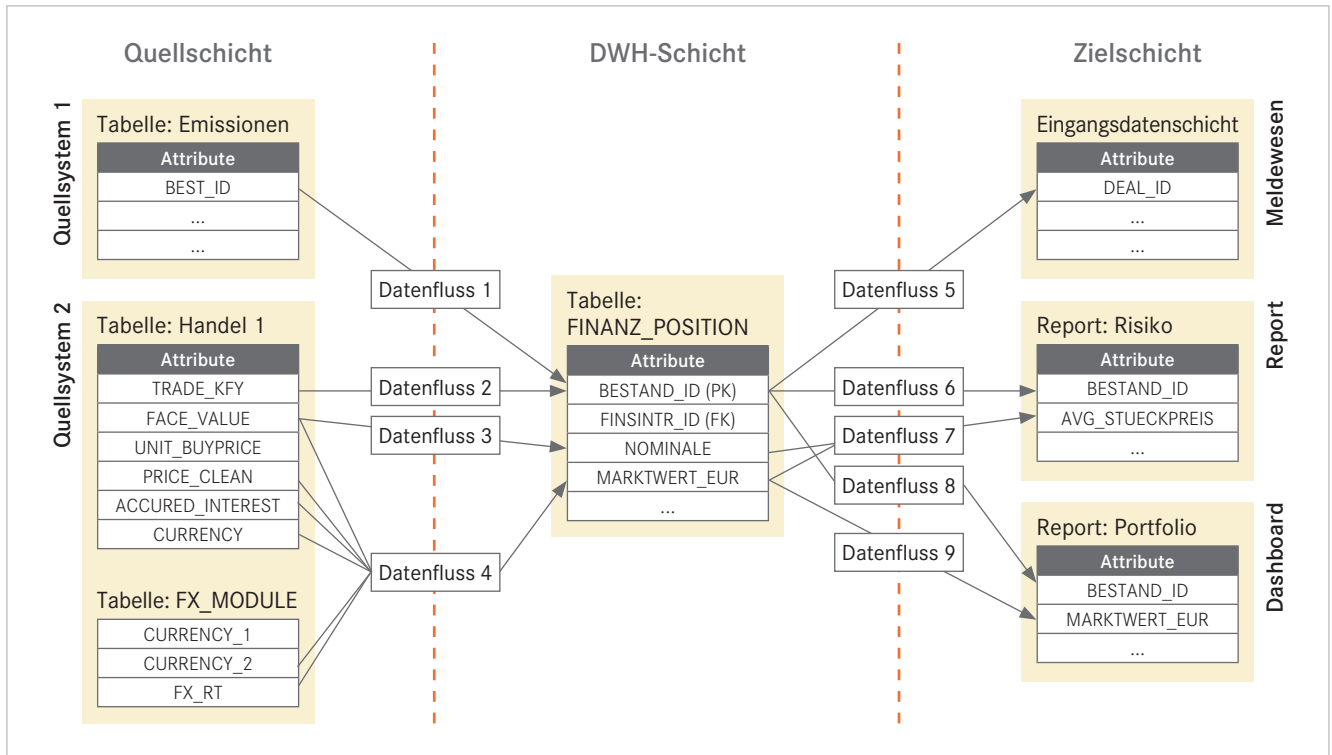 Quellschicht
DWH-Schicht
Zielschicht
Quellsystem 1
Tabelle: Emissionen
Attribute
BEST_ID
...
...
Quellsystem 2
Tabelle: Handel 1
Attribute
TRADE_KFY
FACE_VALUE
UNIT_BUYPRICE
PRICE_CLEAN
ACCURED_INTEREST
CURRENCY
Tabelle: FX_MODULE
CURRENCY_1
CURRENCY_2
FX_RT
Datenfluss 1
Datenfluss 2
Datenfluss 3
Datenfluss 4
Tabelle:
FINANZ_POSITION
Attribute
BESTAND_ID (PK)
FINSINTR_ID (FK)
NOMINALE
MARKTWERT_EUR
...
Datenfluss 5
Datenfluss 6
Datenfluss 7
Datenfluss 8
Datenfluss 9
Eingangsdatenschicht
Attribute
DEAL_ID
...
...
Meldewesen
Report: Risiko
Attribute
BESTAND_ID
AVG_STUECKPREIS
...
Report
Report: Portfolio
Attribute
BESTAND_ID
MARKTWERT_EUR
...
Dashboard